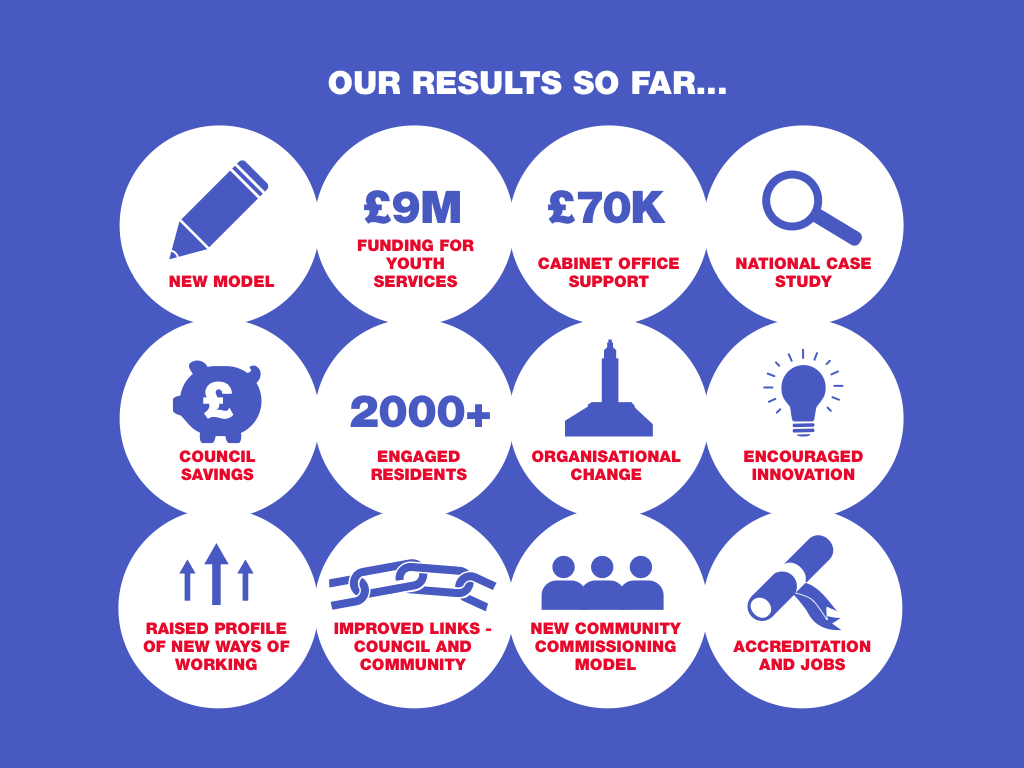 OUR RESULTS SO FAR...
NEW MODEL
£9M
FUNDING FOR
YOUTH
SERVICES
£70K
CABINET OFFICE
SUPPORT
NATIONAL CASE
STUDY
£
COUNCIL
SAVINGS
2000+
ENGAGED
RESIDENTS
ORGANISATIONAL
CHANGE
ENCOURAGED
INNOVATION
RAISED PROFILE
OF NEW WAYS OF
WORKING
IMPROVED LINKS -
COUNCIL AND
COMMUNITY
NEW COMMUNITY
COMMISSIONING
MODEL
ACCREDITATION
AND JOBS